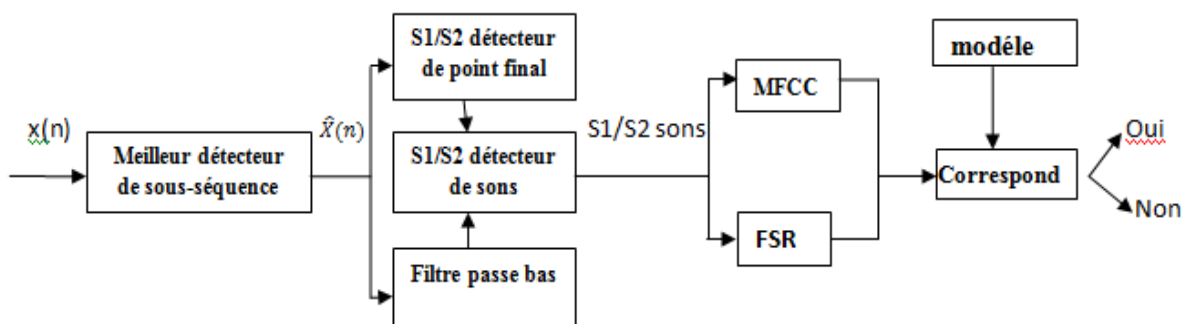 x(n)
Meilleur détecteur
de sous-séquence
X̂(n)
S1/S2 détecteur
de point final
S1/S2 détecteur
de sons
Filtre passe bas
S1/S2 sons
MFCC
FSR
modéle
Correspond
Oui
Non